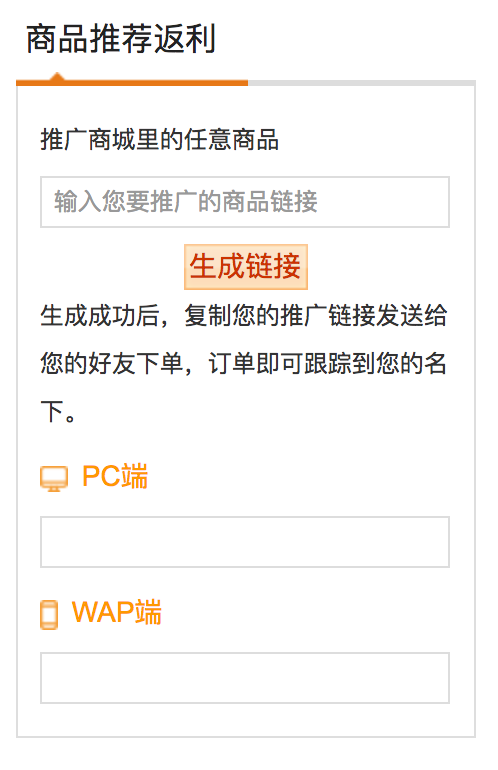 商品推荐返利
推广商城里的任意商品
输入您要推广的商品链接
生成链接
生成成功后，复制您的推广链接发送给
您的好友下单，订单即可跟踪到您的名
下。
PC端
WAP端